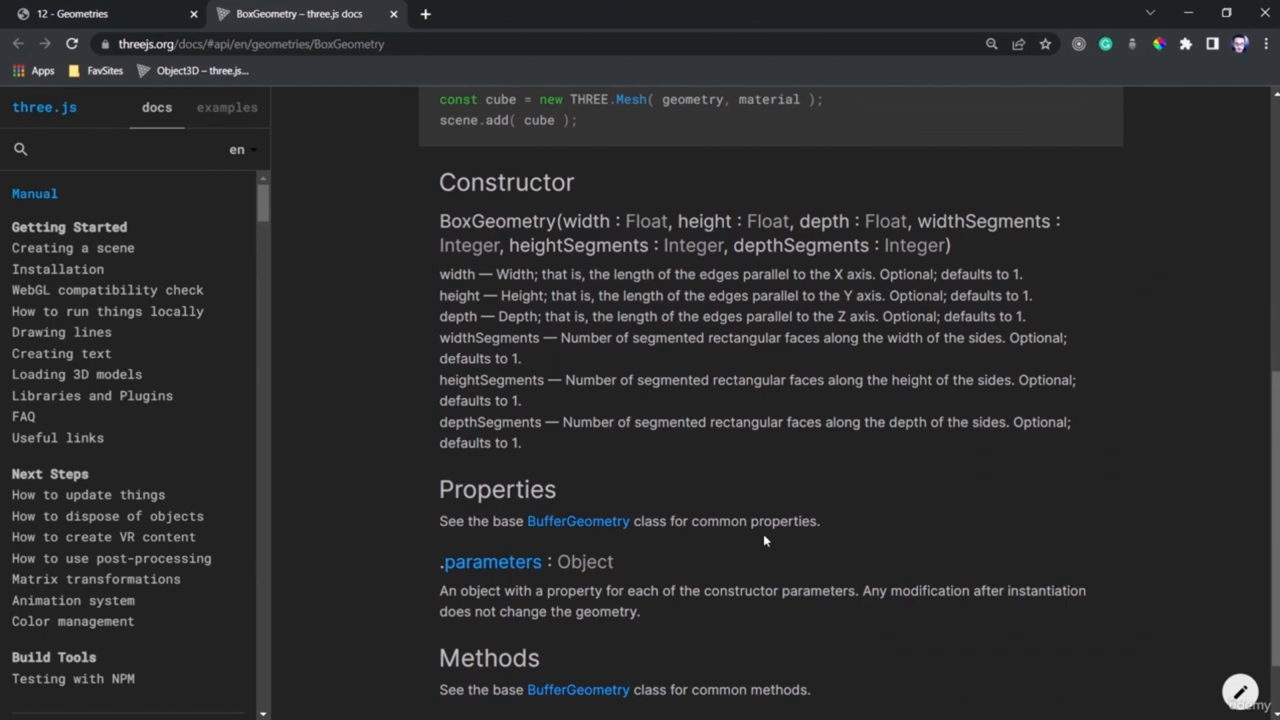 12 - Geometries
BoxGeometry – three.js docs
threejs.org/docs/#api/en/geometries/BoxGeometry
Apps
FavSites
Object3D – three.js...
three.js
docs
examples
en
Manual
Getting Started
Creating a scene
Installation
WebGL compatibility check
How to run things locally
Drawing lines
Creating text
Loading 3D models
Libraries and Plugins
FAQ
Useful links
Next Steps
How to update things
How to dispose of objects
How to create VR content
How to use post-processing
Matrix transformations
Animation system
Color management
Build Tools
Testing with NPM
const cube = new THREE.Mesh( geometry, material );
scene.add( cube );
Constructor
BoxGeometry(width : Float, height : Float, depth : Float, widthSegments :
Integer, heightSegments : Integer, depthSegments : Integer)
width — Width; that is, the length of the edges parallel to the X axis. Optional; defaults to 1.
height — Height; that is, the length of the edges parallel to the Y axis. Optional; defaults to 1.
depth — Depth; that is, the length of the edges parallel to the Z axis. Optional; defaults to 1.
widthSegments — Number of segmented rectangular faces along the width of the sides. Optional;
defaults to 1.
heightSegments — Number of segmented rectangular faces along the height of the sides. Optional;
defaults to 1.
depthSegments — Number of segmented rectangular faces along the depth of the sides. Optional;
defaults to 1.
Properties
See the base BufferGeometry class for common properties.
.parameters : Object
An object with a property for each of the constructor parameters. Any modification after instantiation
does not change the geometry.
Methods
See the base BufferGeometry class for common methods.
udemy